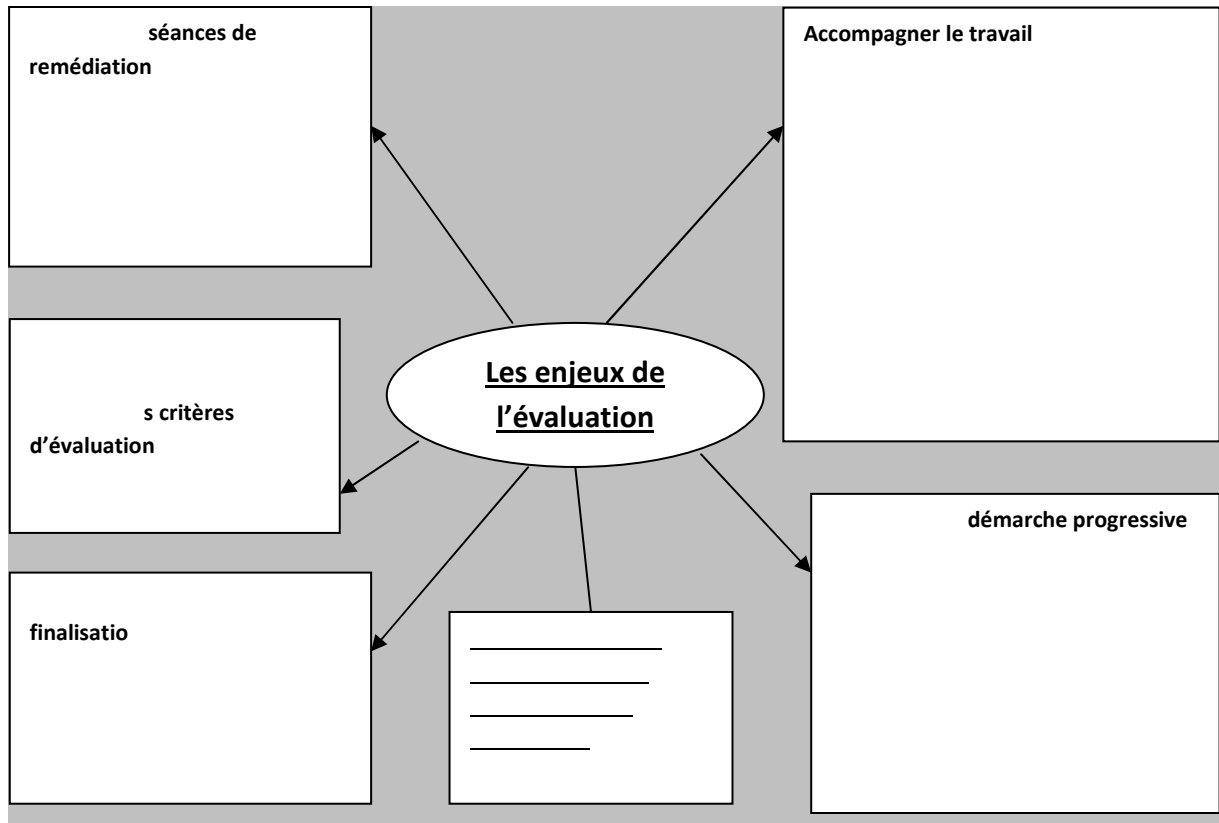 séances de
remédiation
Accompagner le travail
Les enjeux de
l’évaluation
s critères
d’évaluation
démarche progressive
finalisatio